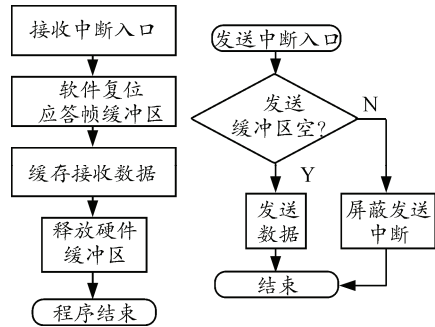 接收中断入口
软件复位
应答帧缓冲区
缓存接收数据
释放硬件
缓冲区
程序结束
发送中断入口
发送
缓冲区空?
N
Y
发送
数据
屏蔽发送
中断
结束